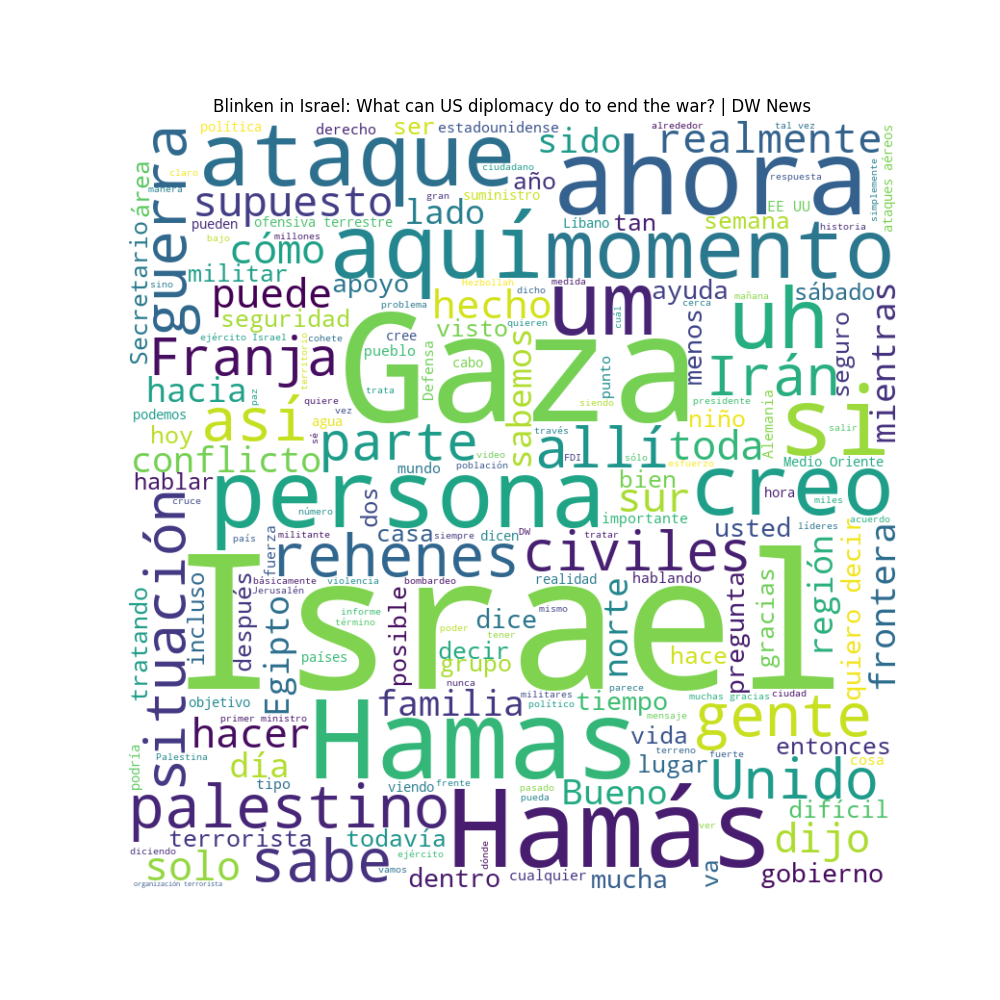 Blinken in Israel: What can US diplomacy do to end the war? | DW News
política
derecho
ser
estadounidense
sido
alrededor
tal vez
realmente
ataque
ahora
ciudadano
respuesta
claro
manera
gran
año
suministro
simplemente
ataques aéreos
guerra
Secretario
área
supuesto
lado
EE UU
pueden
ofensiva terrestre
Líbano
tan
semana
historia
bajo
millones
cómo
aquí
momento
sino
militar
apoyo
Hezbollah
medida
ayuda
mañana
sábado
puede
problema
dicho
hecho
um
cerca
uh
seguridad
visto
quieren
cuál
ejército Israel
cohete
cree
Gaza
menos
seguro
mientras
Franja
territorio
pueblo
cabo
Defensa
sabemos
punto
Irán
hacia
paz
trata
quiere
siendo
presidente
podemos
vez
niño
salir
si
así
agua
hoy
parte
través
allí
toda
Alemania
conflicto
sé
video
FDI
sólo
esfuerzo
Medio Oriente
hablar
mundo
población
bien
creo
persona
sur
hora
miles
cruce
número
dos
importante
situación
país
militante
casa
siempre
dicen
DW
tratar
usted
líderes
acuerdo
fuerza
rehenes
civiles
frontera
quiero decir
región
básicamente
violencia
bombardeo
realidad
hablando
Jerusalén
incluso
después
Egipto
tratando
Israel
informe
término
posible
dice
mismo
norte
pregunta
gracias
poder
tener
decir
países
grupo
hace
objetivo
nunca
militares
parece
muchas gracias
ciudad
familia
político
tiempo
gente
primer ministro
hacer
Hamas
mensaje
vida
entonces
podría
Palestina
día
terreno
fuerte
cosa
lugar
tipo
viendo
frente
pasado
Bueno
Unido
palestino
pueda
difícil
Hamás
terrorista
todavía
ver
dijo
diciendo
ejército
dónde
solo
sabe
vamos
dentro
cualquier
mucha
va
gobierno
organización terrorista